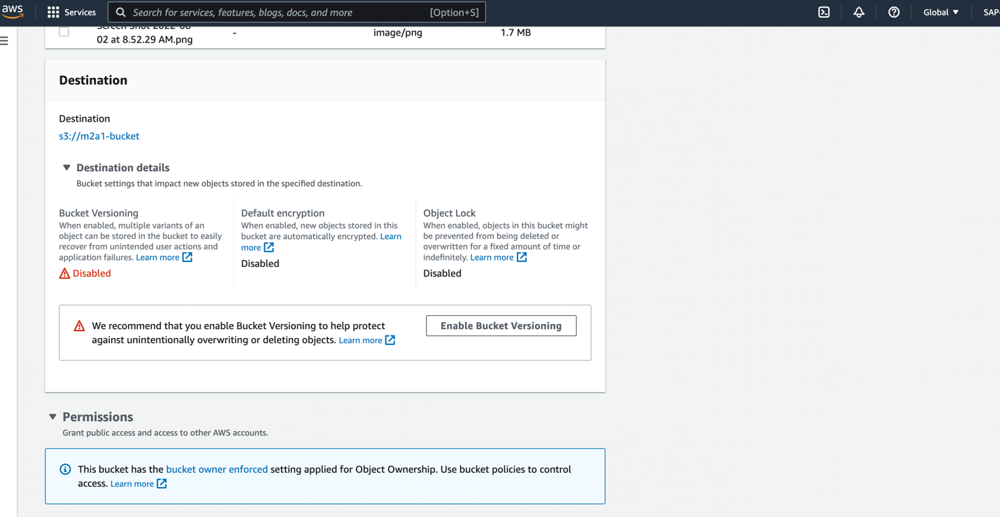 aws
Services
Search for services, features, blogs, docs, and more
[Option+S]
Global
SAP-
Screen Shot 2022-08-
02 at 8.52.29 AM.png
-
image/png
1.7 MB
Destination
Destination
s3://m2a1-bucket
Destination details
Bucket settings that impact new objects stored in the specified destination.
Bucket Versioning
When enabled, multiple variants of an
object can be stored in the bucket to easily
recover from unintended user actions and
application failures. Learn more
Disabled
Default encryption
When enabled, new objects stored in this
bucket are automatically encrypted. Learn
more
Disabled
Object Lock
When enabled, objects in this bucket might
be prevented from being deleted or
overwritten for a fixed amount of time or
indefinitely. Learn more
Disabled
We recommend that you enable Bucket Versioning to help protect
against unintentionally overwriting or deleting objects. Learn more
Enable Bucket Versioning
Permissions
Grant public access and access to other AWS accounts.
This bucket has the bucket owner enforced setting applied for Object Ownership. Use bucket policies to control
access. Learn more